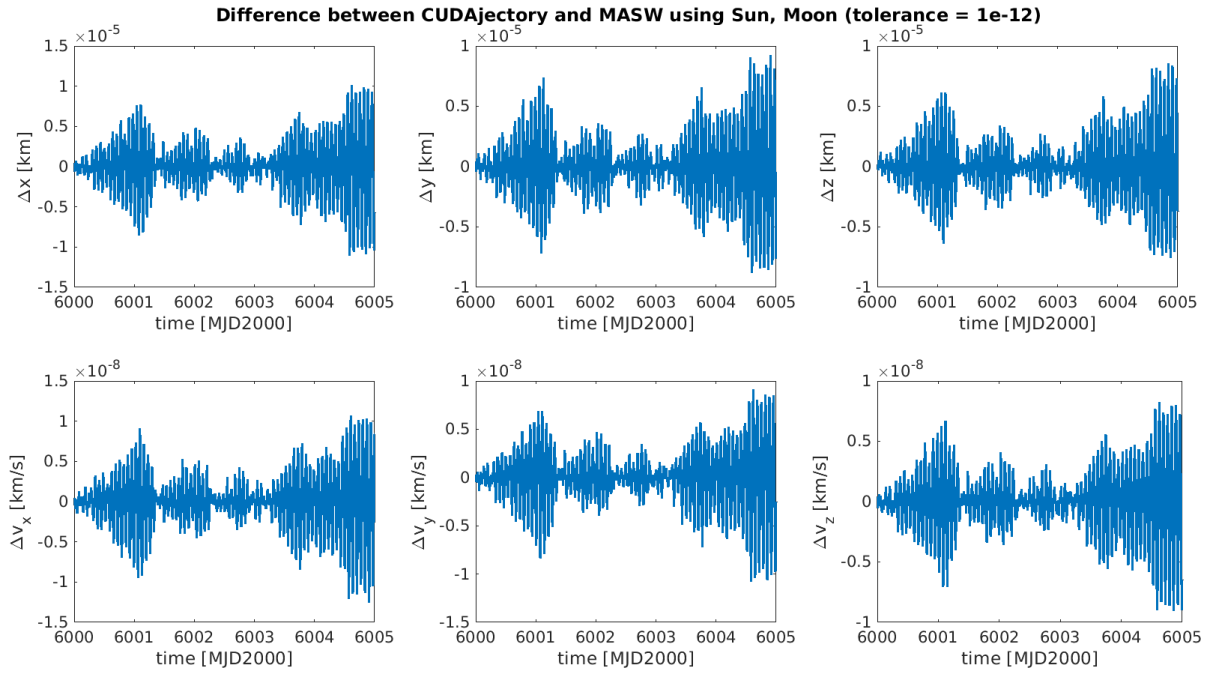 Difference between CUDAjectory and MASW using Sun, Moon (tolerance = 1e-12)
×10⁻⁵
1.5
1
0.5
0
-0.5
-1
-1.5
Δx [km]
6000 6001 6002 6003 6004 6005
time [MJD2000]
×10⁻⁵
1
0.5
0
-0.5
-1
Δy [km]
6000 6001 6002 6003 6004 6005
time [MJD2000]
×10⁻⁵
1
0.5
0
-0.5
-1
Δz [km]
6000 6001 6002 6003 6004 6005
time [MJD2000]
×10⁻⁸
1.5
1
0.5
0
-0.5
-1
-1.5
Δvₓ [km/s]
6000 6001 6002 6003 6004 6005
time [MJD2000]
×10⁻⁸
1
0.5
0
-0.5
-1
-1.5
Δv_y [km/s]
6000 6001 6002 6003 6004 6005
time [MJD2000]
×10⁻⁸
1
0.5
0
-0.5
-1
Δv_z [km/s]
6000 6001 6002 6003 6004 6005
time [MJD2000]